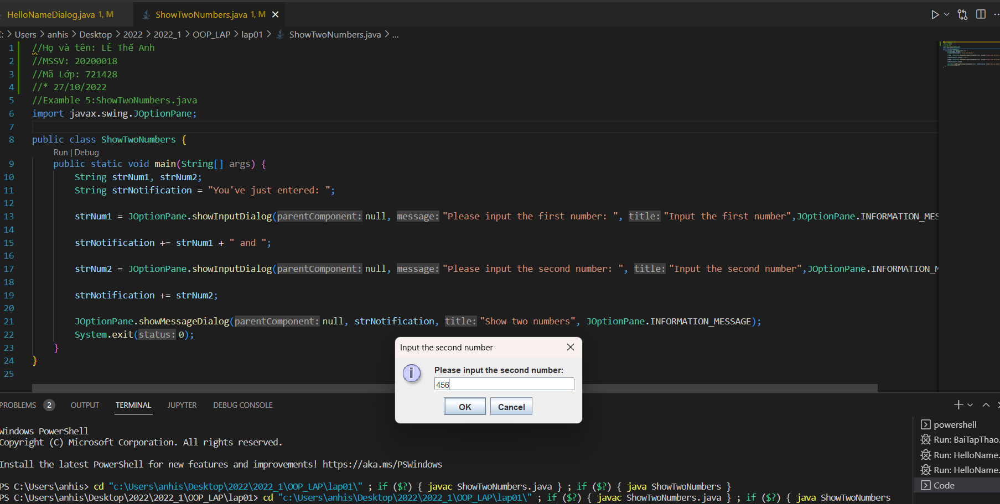 HelloNameDialog.java 1, M
ShowTwoNumbers.java 1, M
C: > Users > anhis > Desktop > 2022 > 2022_1 > OOP_LAP > lap01 > ShowTwoNumbers.java > ...
1 //Họ và tên: LÊ Thế Anh
2 //MSSV: 20200018
3 //Mã Lớp: 721428
4 //* 27/10/2022
5 //Examble 5:ShowTwoNumbers.java
6 import javax.swing.JOptionPane;
7
8 public class ShowTwoNumbers {
Run | Debug
9 public static void main(String[] args) {
10 String strNum1, strNum2;
11 String strNotification = "You've just entered: ";
12
13 strNum1 = JOptionPane.showInputDialog(parentComponent: null, message: "Please input the first number: ", title: "Input the first number",JOptionPane.INFORMATION_MES
14
15 strNotification += strNum1 + " and ";
16
17 strNum2 = JOptionPane.showInputDialog(parentComponent: null, message: "Please input the second number: ", title: "Input the second number",JOptionPane.INFORMATION_M
18
19 strNotification += strNum2;
20
21 JOptionPane.showMessageDialog(parentComponent: null, strNotification, title: "Show two numbers", JOptionPane.INFORMATION_MESSAGE);
22 System.exit(status: 0);
23 }
24 }
25
Input the second number
Please input the second number:
456
OK Cancel
PROBLEMS 2 OUTPUT TERMINAL JUPYTER DEBUG CONSOLE
Windows PowerShell
Copyright (C) Microsoft Corporation. All rights reserved.
Install the latest PowerShell for new features and improvements! https://aka.ms/PSWindows
PS C:\Users\anhis> cd "c:\Users\anhis\Desktop\2022\2022_1\OOP_LAP\lap01\" ; if ($?) { javac ShowTwoNumbers.java } ; if ($?) { java ShowTwoNumbers }
PS C:\Users\anhis\Desktop\2022\2022_1\OOP_LAP\lap01> cd "c:\Users\anhis\Desktop\2022\2022_1\OOP_LAP\lap01\" ; if ($?) { javac ShowTwoNumbers.java } ; if ($?) { java ShowTwoNumbers
powershell
Run: BaiTapThao.
Run: HelloName.
Run: HelloName.
Code